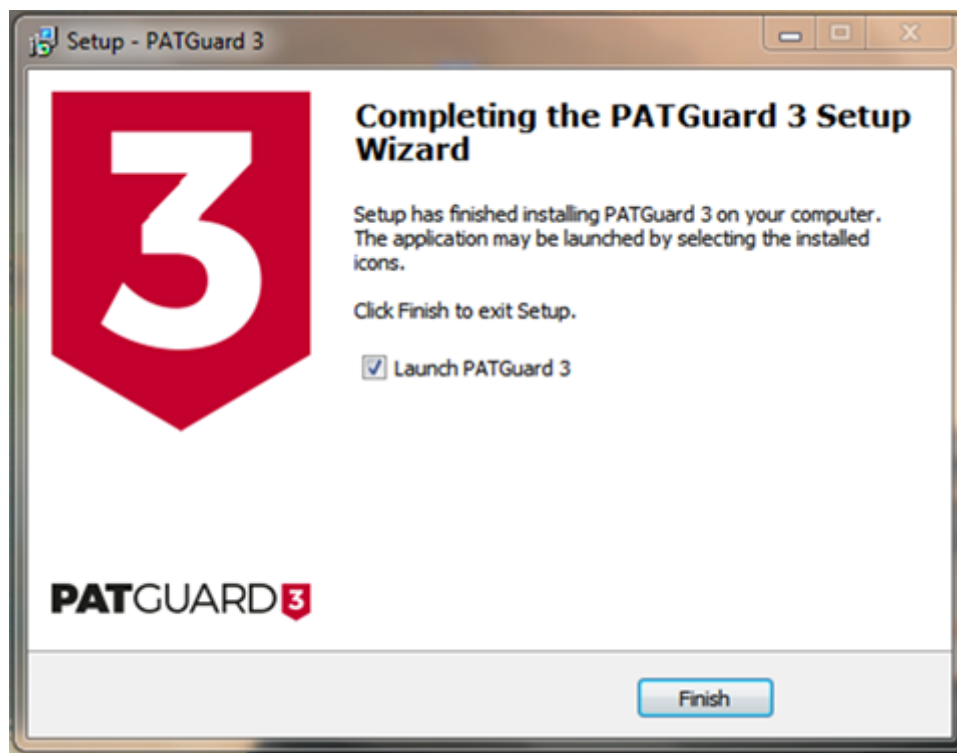 Setup - PATGuard 3
3
Completing the PATGuard 3 Setup
Wizard
Setup has finished installing PATGuard 3 on your computer.
The application may be launched by selecting the installed
icons.
Click Finish to exit Setup.
Launch PATGuard 3
PATGUARD 3
Finish